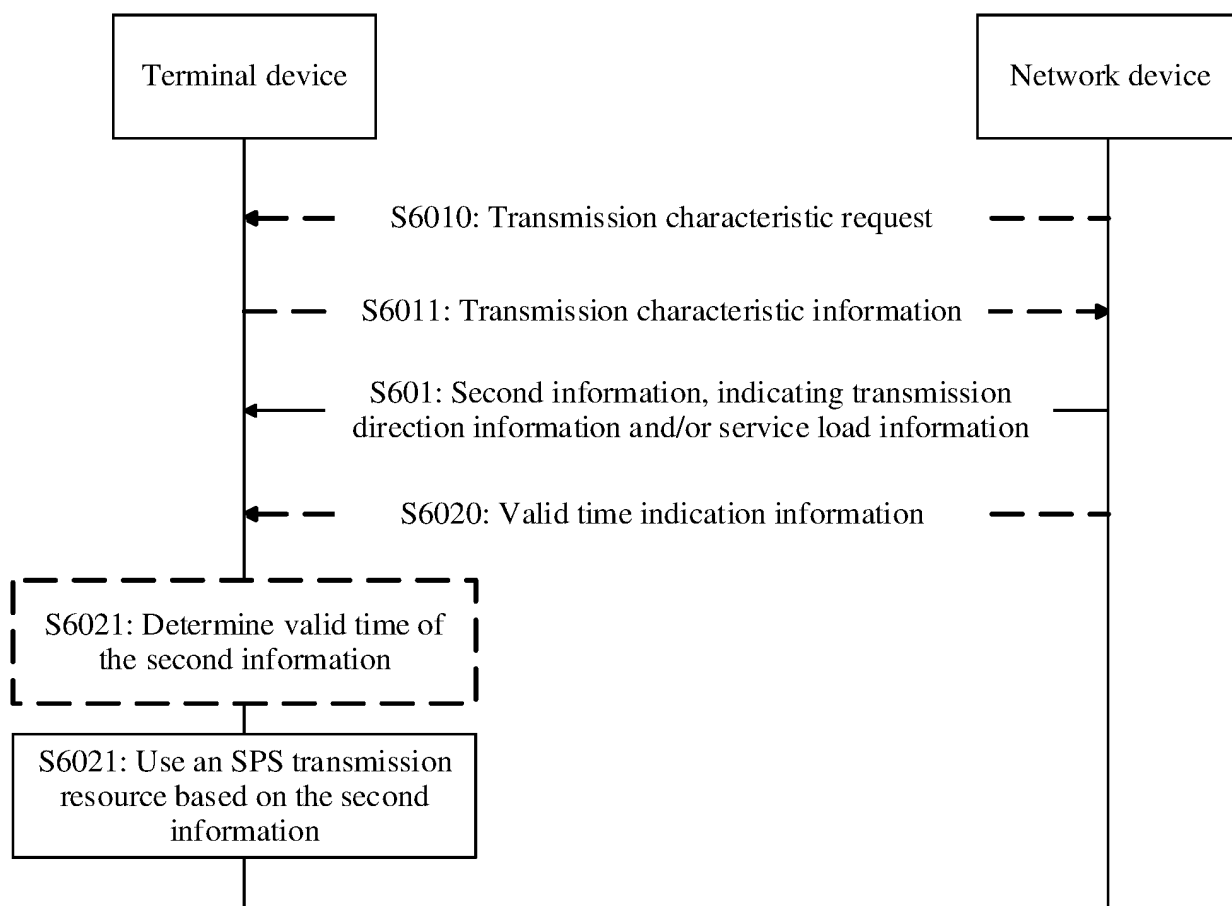 Terminal device
Network device
S6010: Transmission characteristic request
S6011: Transmission characteristic information
S601: Second information, indicating transmission
direction information and/or service load information
S6020: Valid time indication information
S6021: Determine valid time of
the second information
S6021: Use an SPS transmission
resource based on the second
information